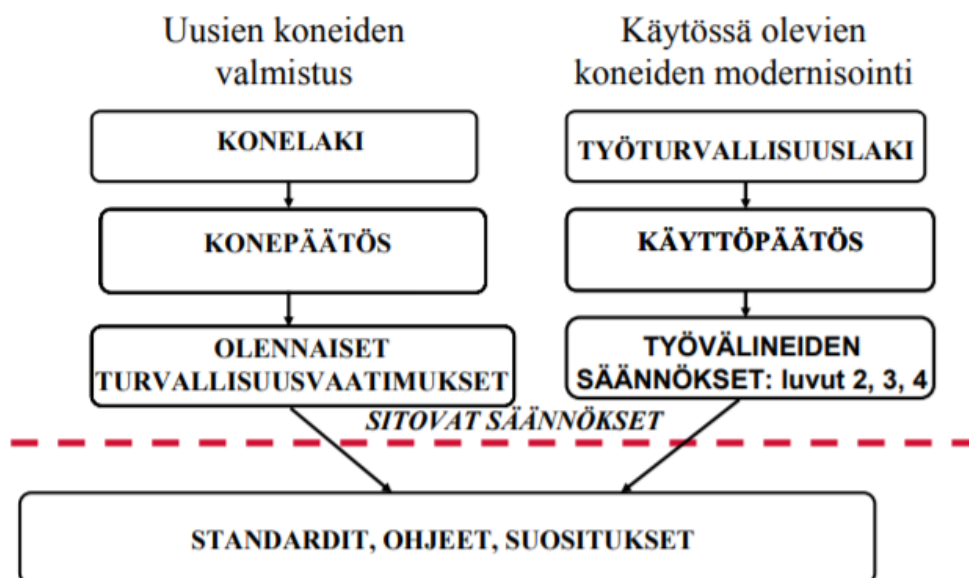 Uusien koneiden
valmistus
KONELAKI
KONEPÄÄTÖS
OLENNAISET
TURVALLISUUSVAATIMUKSET
Käytössä olevien
koneiden modernisointi
TYÖTURVALLISUUSLAKI
KÄYTTÖPÄÄTÖS
TYÖVÄLINEIDEN
SÄÄNNÖKSET: luvut 2, 3, 4
SITOVAT SÄÄNNÖKSET
STANDARDIT, OHJEET, SUOSITUKSET